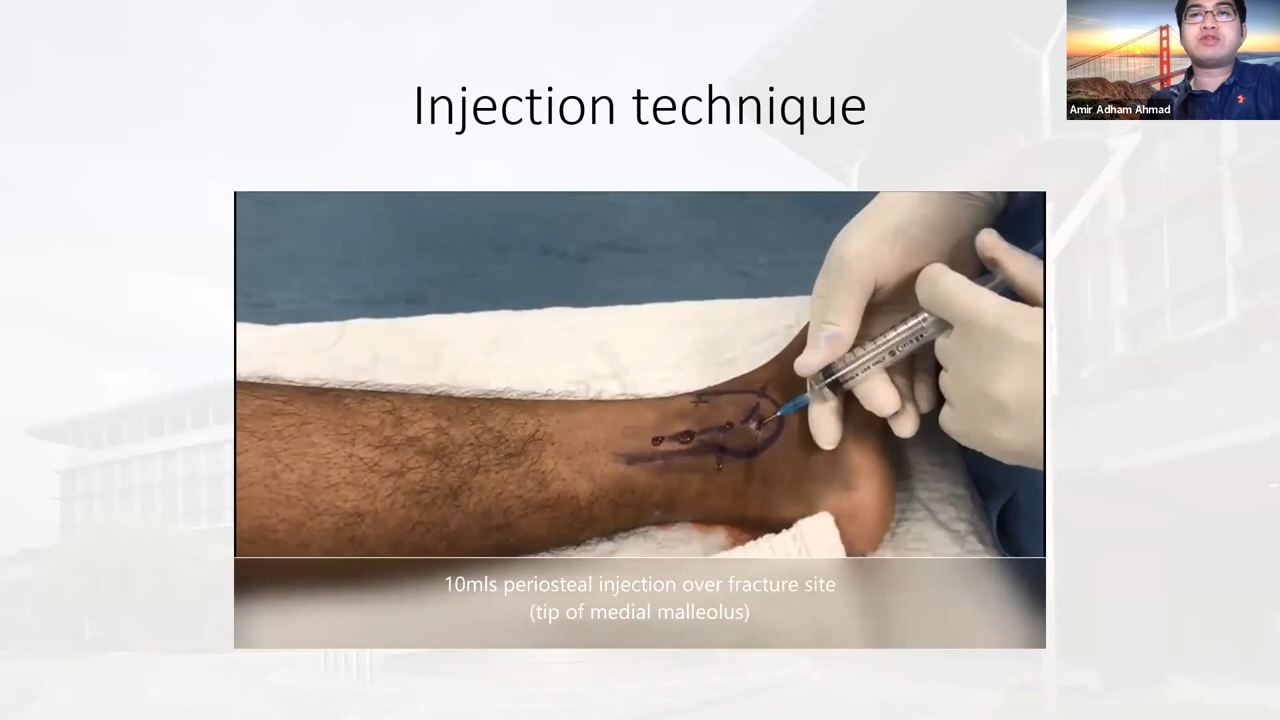 Injection technique
Amir Adham Ahmad
10mls periosteal injection over fracture site
(tip of medial malleolus)